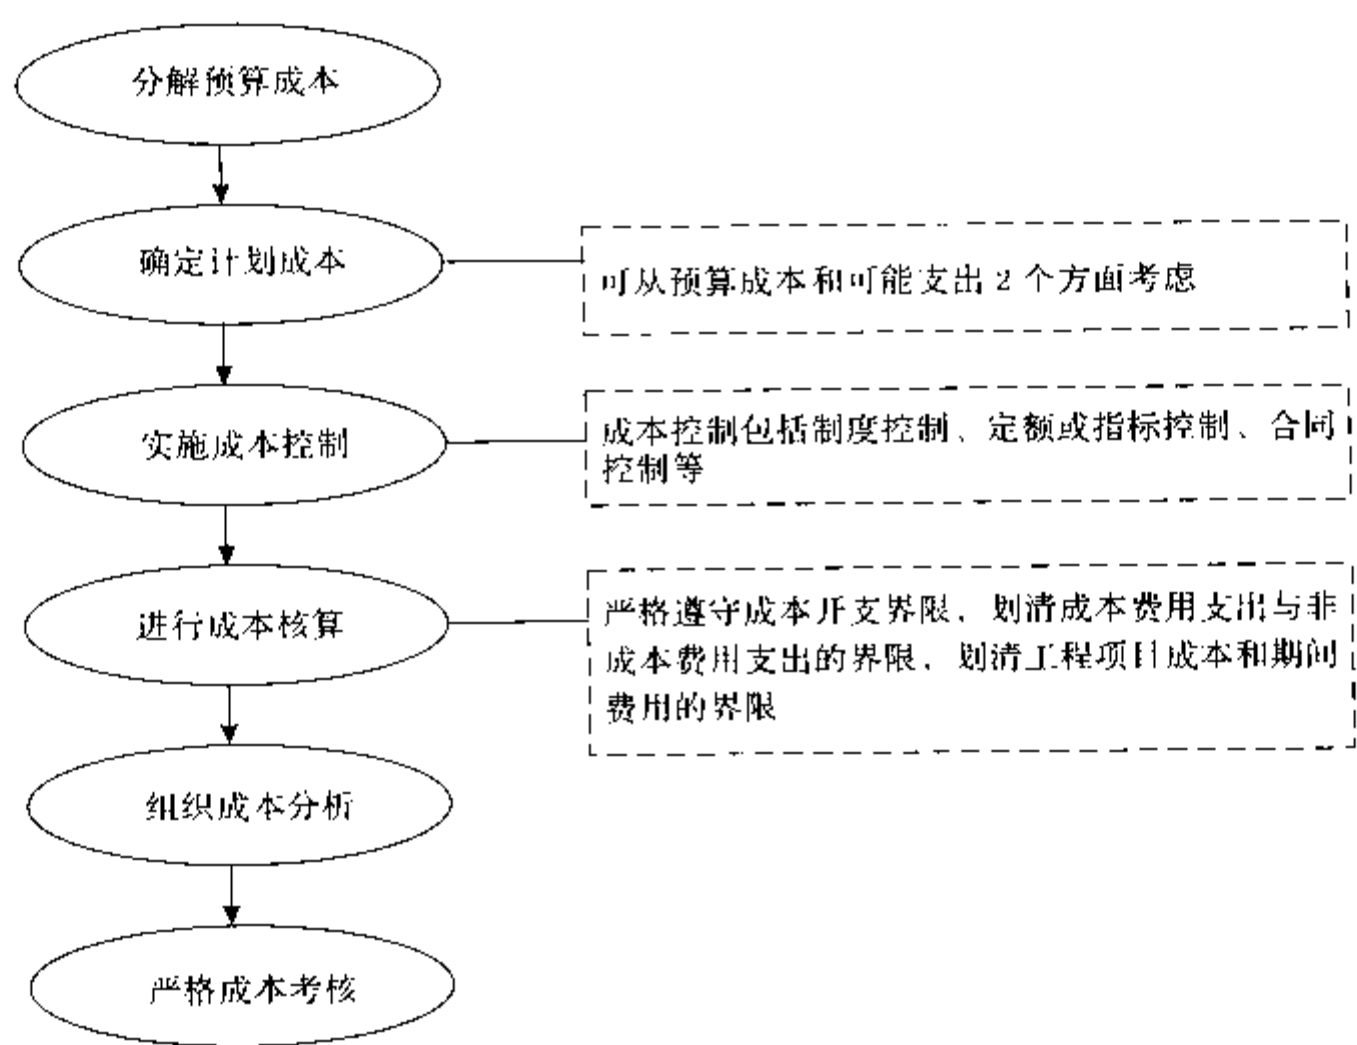 分解预算成本
确定计划成本
可从预算成本和可能支出2个方面考虑
实施成本控制
成本控制包括制度控制、定额或指标控制、合同
控制等
进行成本核算
严格遵守成本开支界限，划清成本费用支出与非
成本费用支出的界限，划清工程项目成本和期间
费用的界限
组织成本分析
严格成本考核